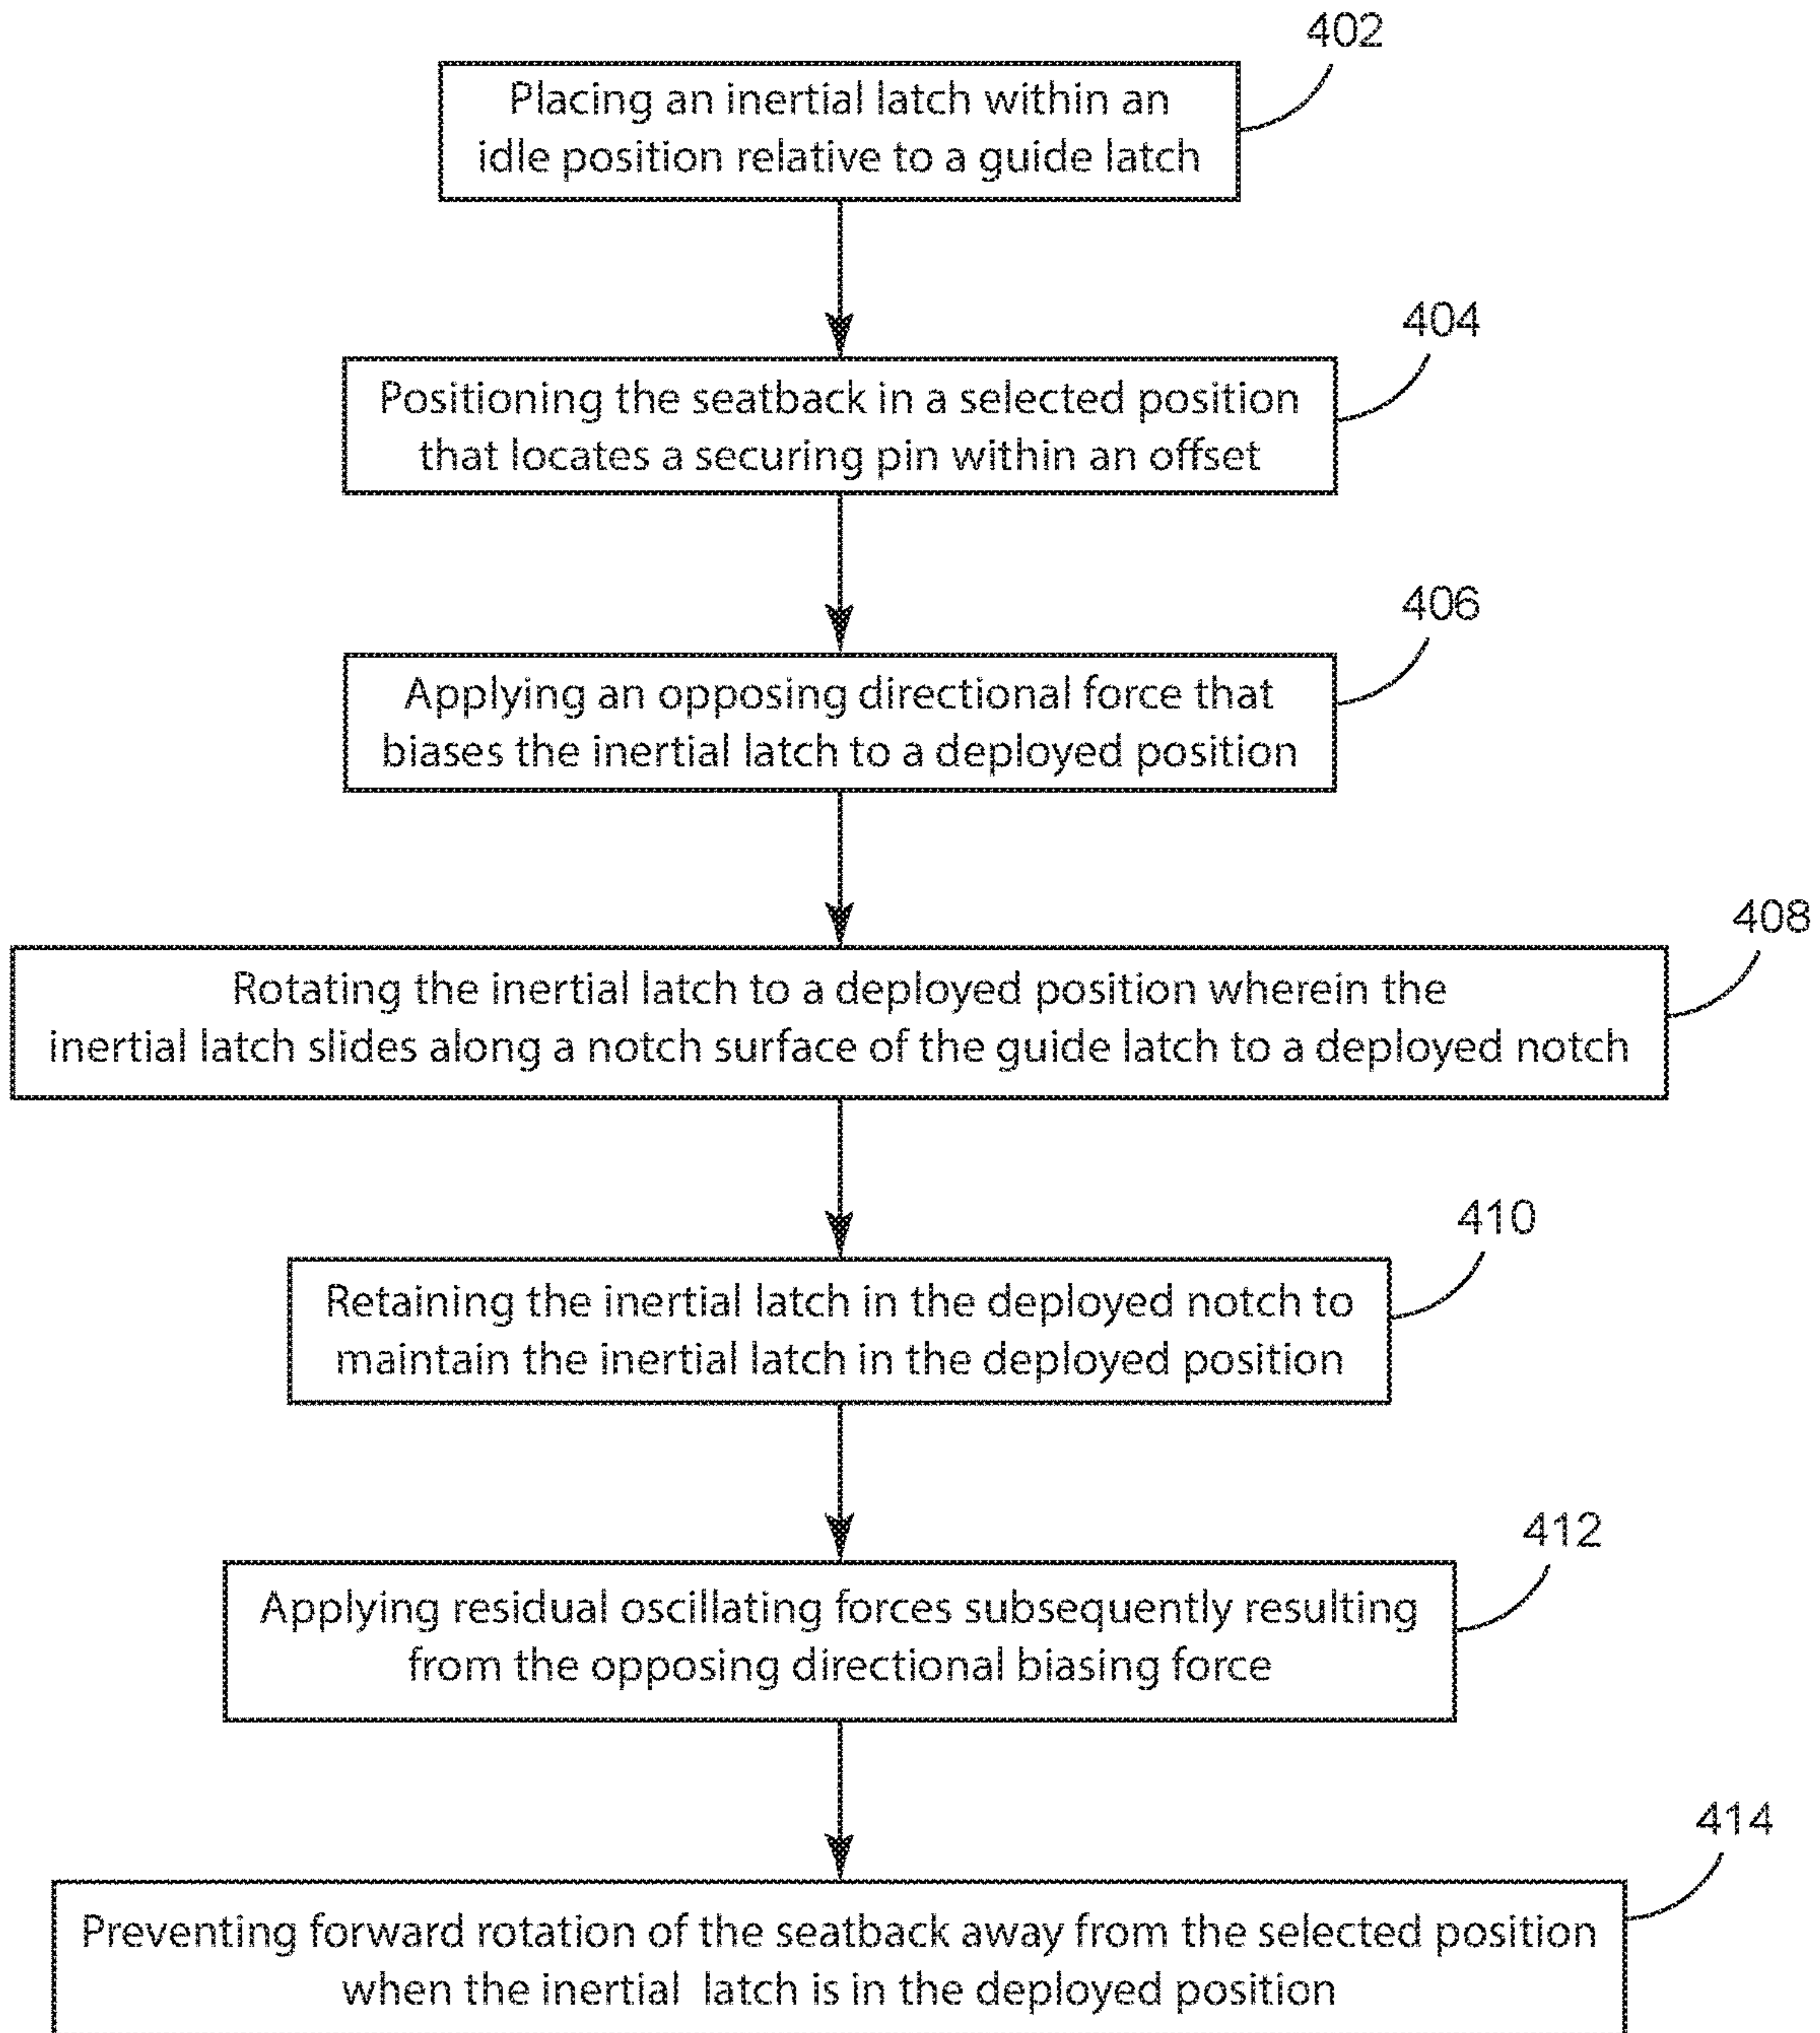 402
Placing an inertial latch within an
idle position relative to a guide latch
404
Positioning the seatback in a selected position
that locates a securing pin within an offset
406
Applying an opposing directional force that
biases the inertial latch to a deployed position
408
Rotating the inertial latch to a deployed position wherein the
inertial latch slides along a notch surface of the guide latch to a deployed notch
410
Retaining the inertial latch in the deployed notch to
maintain the inertial latch in the deployed position
412
Applying residual oscillating forces subsequently resulting
from the opposing directional biasing force
414
Preventing forward rotation of the seatback away from the selected position
when the inertial latch is in the deployed position